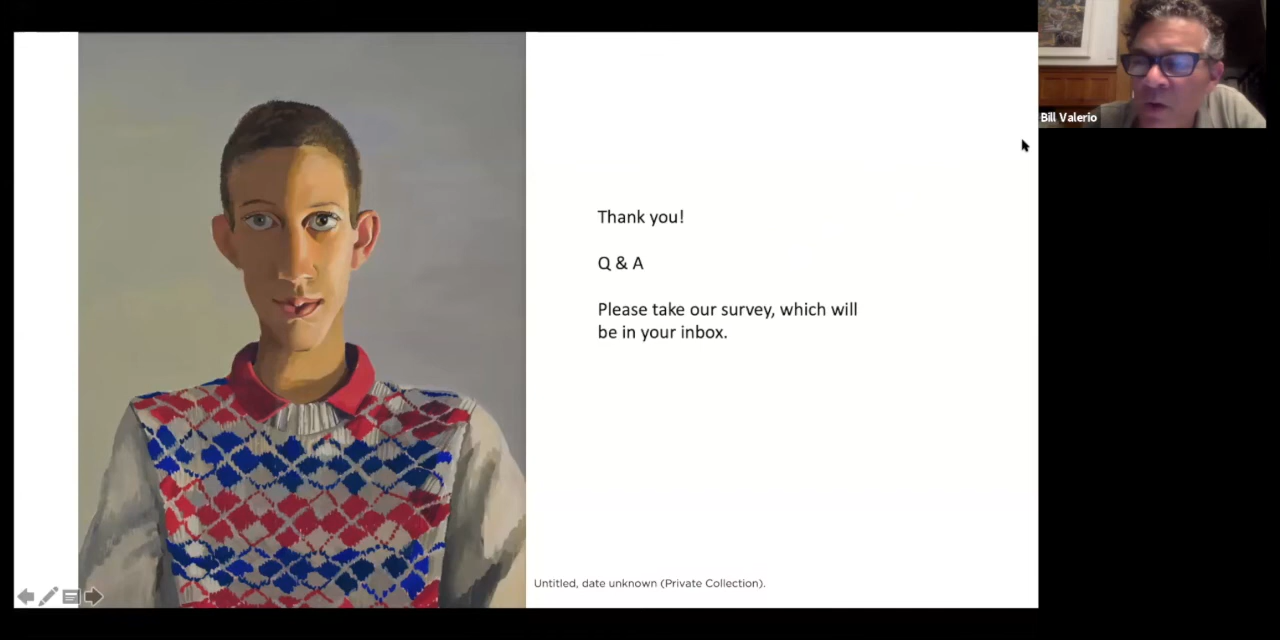 Bill Valerio
Thank you!
Q & A
Please take our survey, which will
be in your inbox.
Untitled, date unknown (Private Collection).